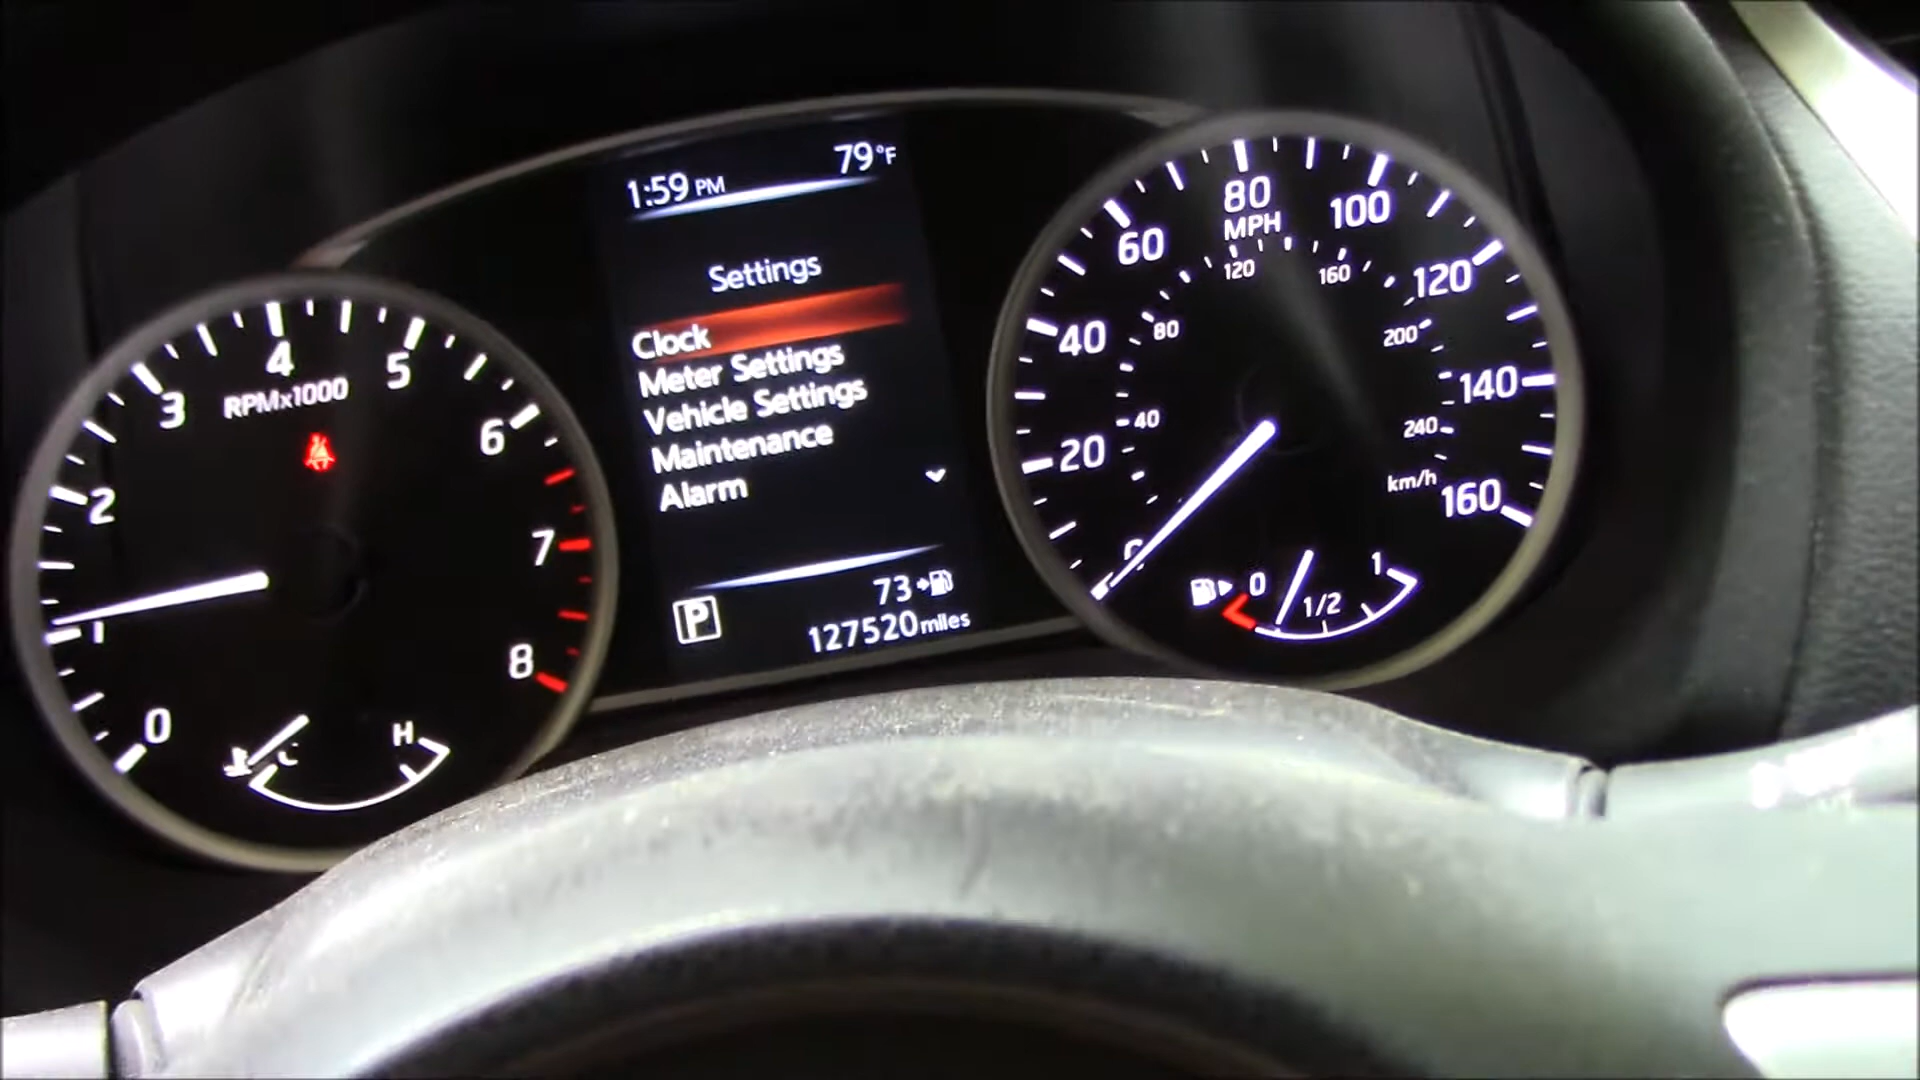 1:59 PM 79°F
Settings
Clock
Meter Settings
Vehicle Settings
Maintenance
Alarm
P
73
127520 miles
0
1
2
3
4
5
6
7
8
RPMx1000
C
H
20
40
60
80
100
120
140
160
MPH
40
80
120
160
200
240
km/h
0
1/2
1